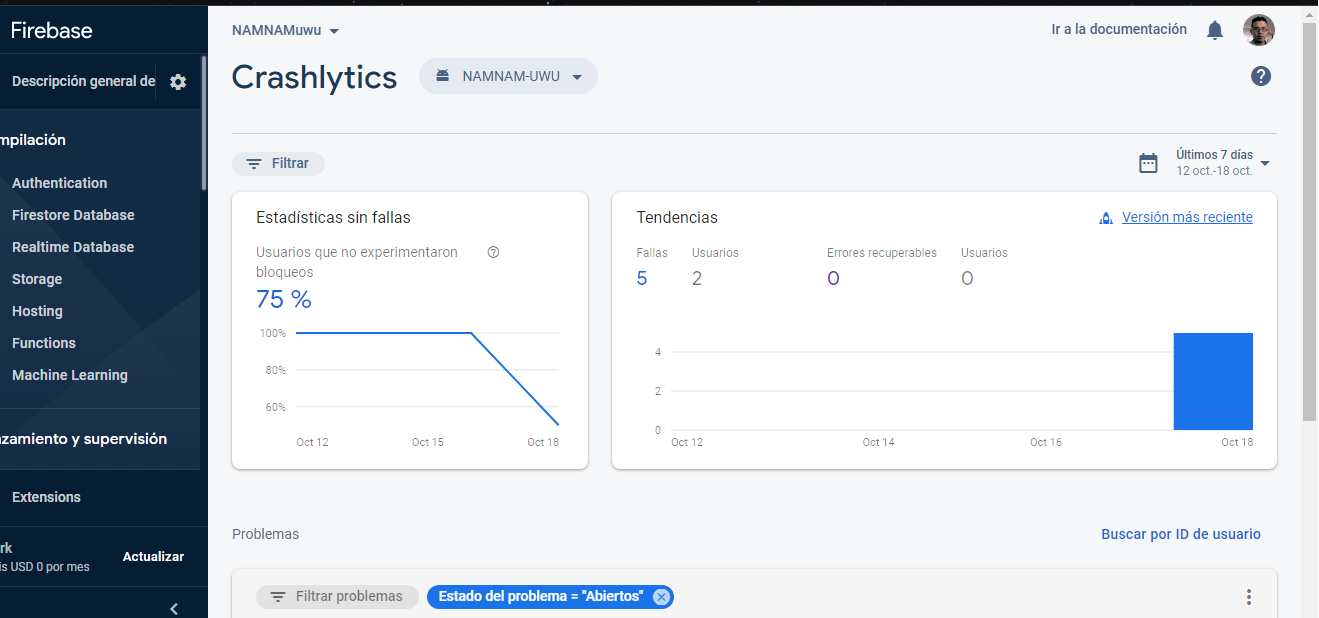 Firebase
Descripción general de
mpilación
Authentication
Firestore Database
Realtime Database
Storage
Hosting
Functions
Machine Learning
nzamiento y supervisión
Extensions
rk
is USD 0 por mes
Actualizar
NAMNAMuwu
Ir a la documentación
Crashlytics
NAMNAM-UWU
Filtrar
Últimos 7 días
12 oct.-18 oct.
Estadísticas sin fallas
Usuarios que no experimentaron
bloqueos
75 %
100%
80%
60%
Oct 12 Oct 15 Oct 18
Tendencias
Versión más reciente
Fallas Usuarios Errores recuperables Usuarios
5 2 0 0
4
2
0
Oct 12 Oct 14 Oct 16 Oct 18
Problemas
Buscar por ID de usuario
Filtrar problemas
Estado del problema = "Abiertos"